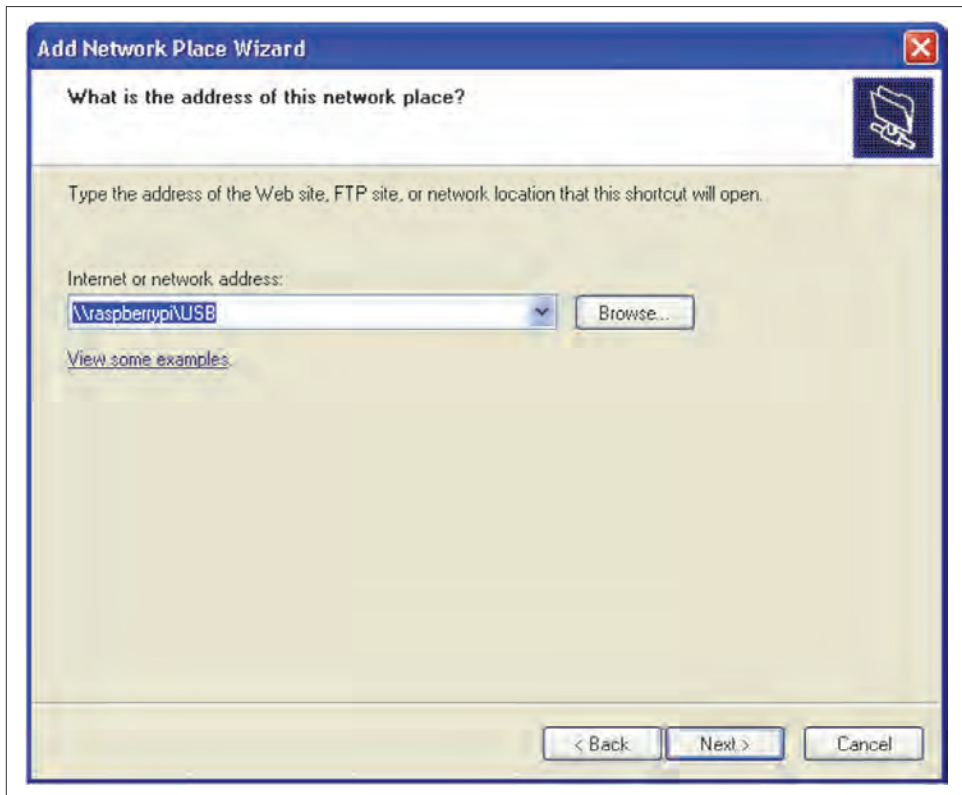 Add Network Place Wizard
What is the address of this network place?
Type the address of the Web site, FTP site, or network location that this shortcut will open.
Internet or network address:
\\raspberrypi\USB
Browse...
View some examples.
< Back
Next >
Cancel